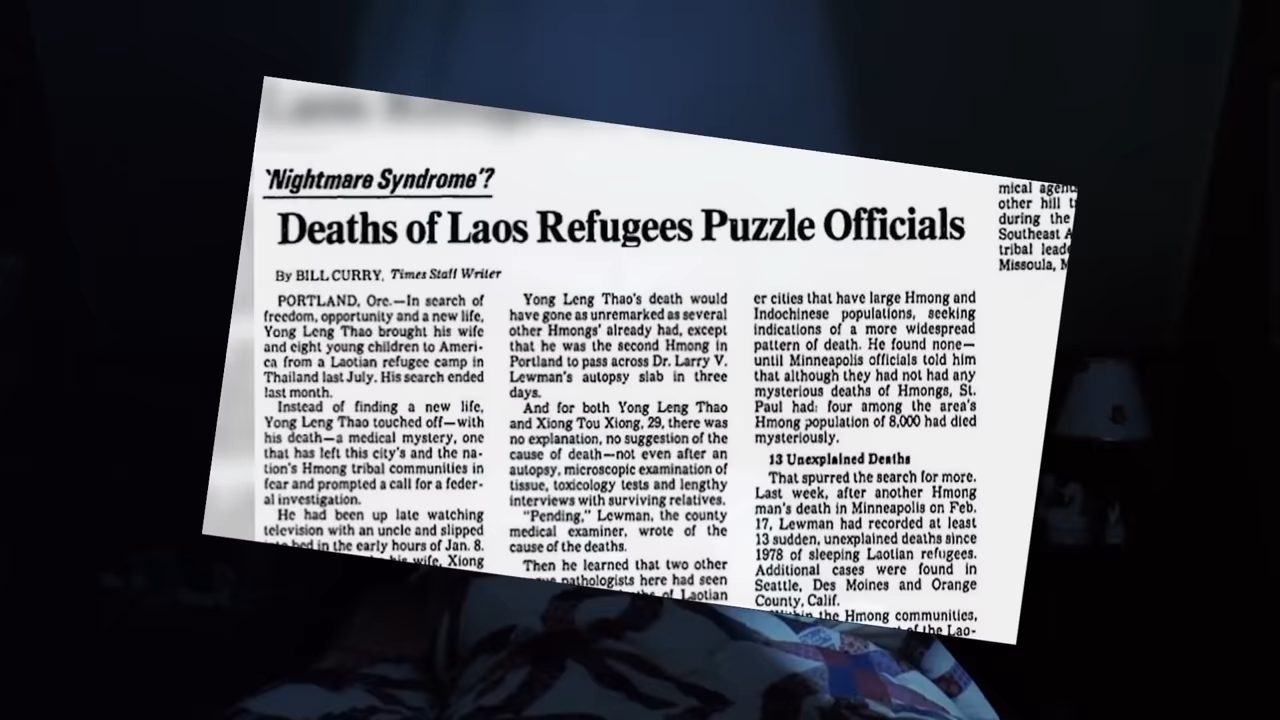 'Nightmare Syndrome'?
Deaths of Laos Refugees Puzzle Officials
By BILL CURRY, Times Staff Writer
PORTLAND, Ore.—In search of
freedom, opportunity and a new life,
Yong Leng Thao brought his wife
and eight young children to Ameri-
ca from a Laotian refugee camp in
Thailand last July. His search ended
last month.
Instead of finding a new life,
Yong Leng Thao touched off—with
his death—a medical mystery, one
that has left this city's and the na-
tion's Hmong tribal communities in
fear and prompted a call for a feder-
al investigation.
He had been up late watching
television with an uncle and slipped
bed in the early hours of Jan. 8.
his wife, Xiong
Yong Leng Thao's death would
have gone as unremarked as several
other Hmongs' already had, except
that he was the second Hmong in
Portland to pass across Dr. Larry V.
Lewman's autopsy slab in three
days.
And for both Yong Leng Thao
and Xiong Tou Xiong, 29, there was
no explanation, no suggestion of the
cause of death—not even after an
autopsy, microscopic examination of
tissue, toxicology tests and lengthy
interviews with surviving relatives.
"Pending," Lewman, the county
medical examiner, wrote of the
cause of the deaths.
Then he learned that two other
pathologists here had seen
of Laotian
er cities that have large Hmong and
Indochinese populations, seeking
indications of a more widespread
pattern of death. He found none—
until Minneapolis officials told him
that although they had not had any
mysterious deaths of Hmongs, St.
Paul had: four among the area's
Hmong population of 8,000 had died
mysteriously.
13 Unexplained Deaths
That spurred the search for more.
Last week, after another Hmong
man's death in Minneapolis on Feb.
17, Lewman had recorded at least
13 sudden, unexplained deaths since
1978 of sleeping Laotian refugees.
Additional cases were found in
Seattle, Des Moines and Orange
County, Calif.
Within the Hmong communities,
of the Lao-
mical agents
other hill
during the
Southeast A
tribal lead
Missoula, M